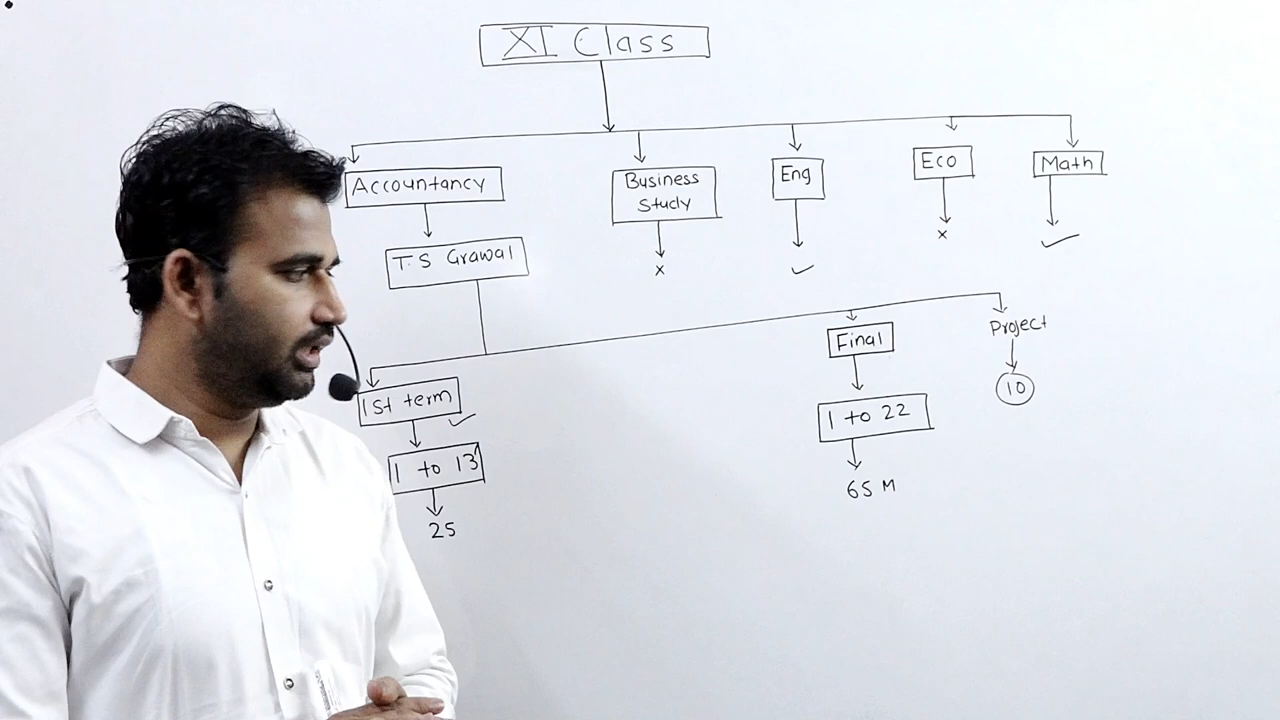 XI Class
Accountancy
Business
Study
Eng
Eco
Math
T.S Grawal
1st term
1 to 13
25
Final
1 to 22
65 M
Project
10